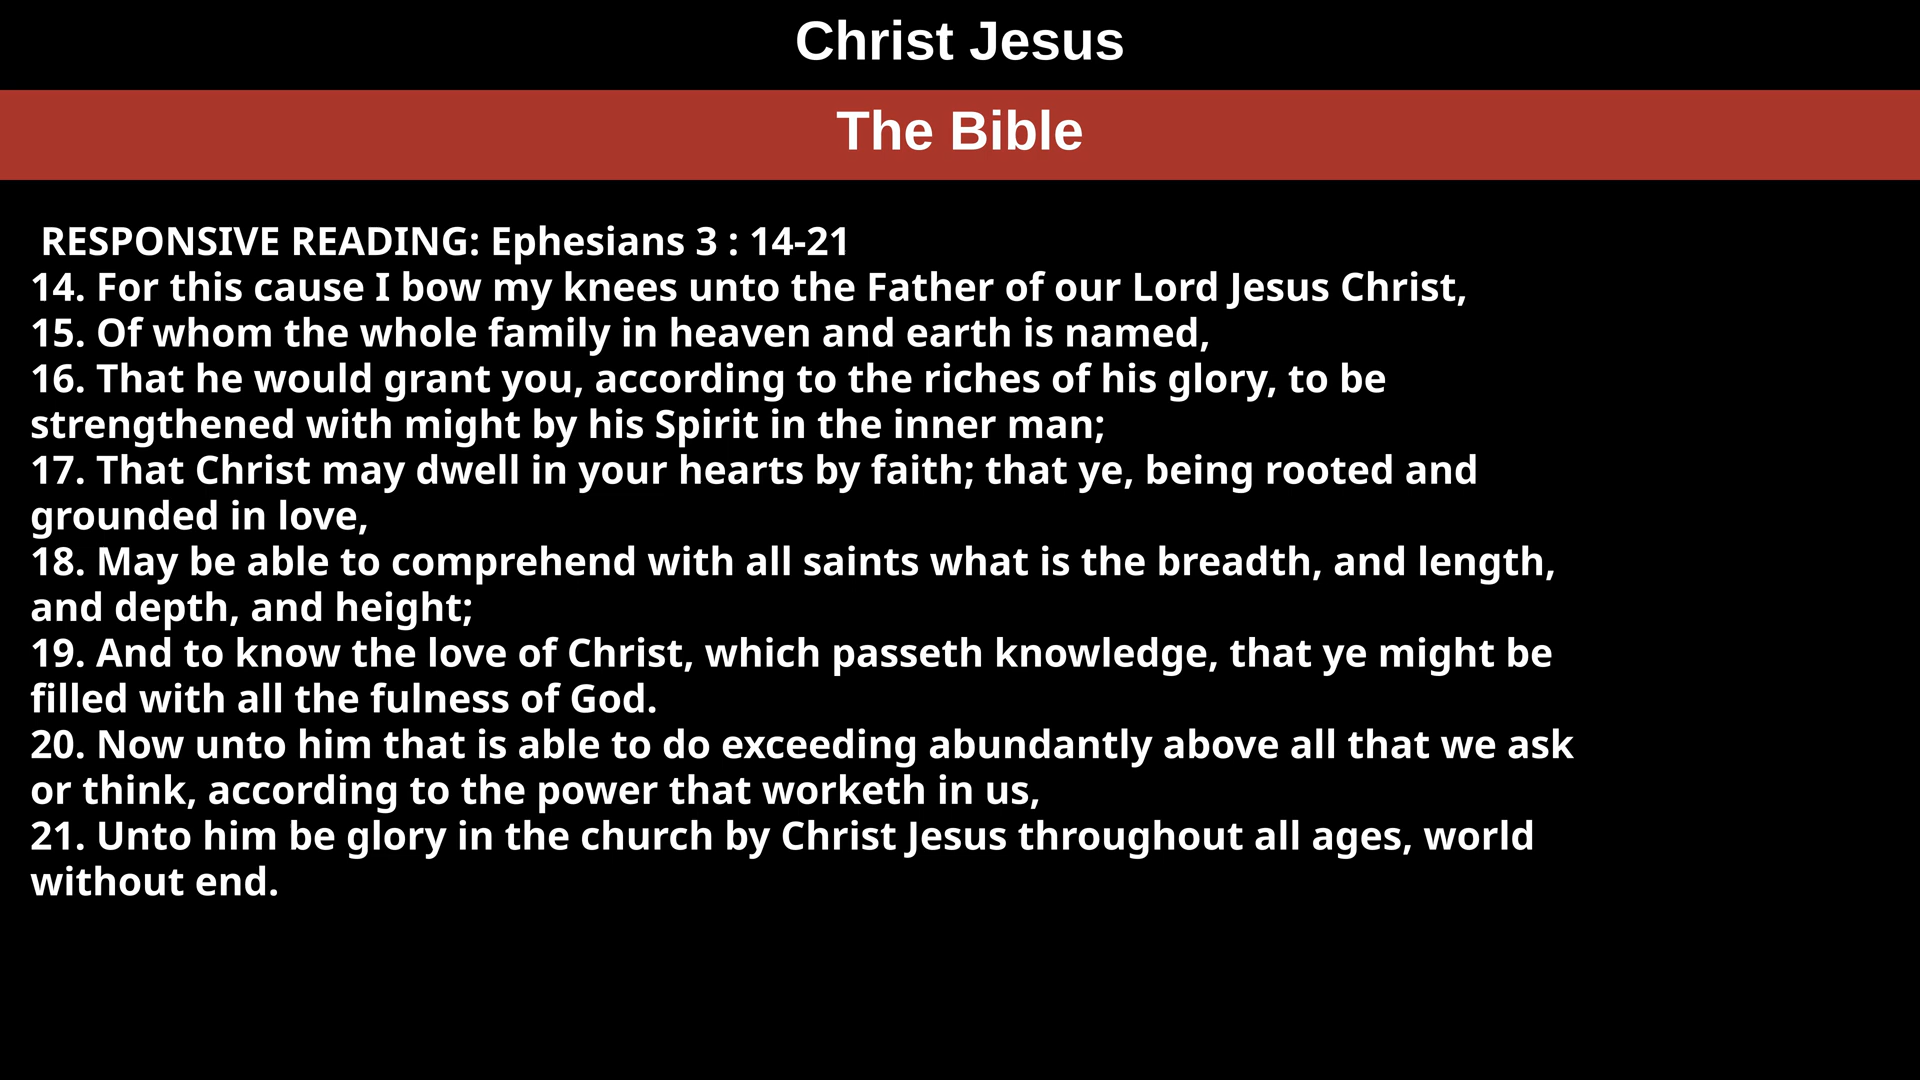 Christ Jesus
The Bible
RESPONSIVE READING: Ephesians 3 : 14-21
14. For this cause I bow my knees unto the Father of our Lord Jesus Christ,
15. Of whom the whole family in heaven and earth is named,
16. That he would grant you, according to the riches of his glory, to be
strengthened with might by his Spirit in the inner man;
17. That Christ may dwell in your hearts by faith; that ye, being rooted and
grounded in love,
18. May be able to comprehend with all saints what is the breadth, and length,
and depth, and height;
19. And to know the love of Christ, which passeth knowledge, that ye might be
filled with all the fulness of God.
20. Now unto him that is able to do exceeding abundantly above all that we ask
or think, according to the power that worketh in us,
21. Unto him be glory in the church by Christ Jesus throughout all ages, world
without end.